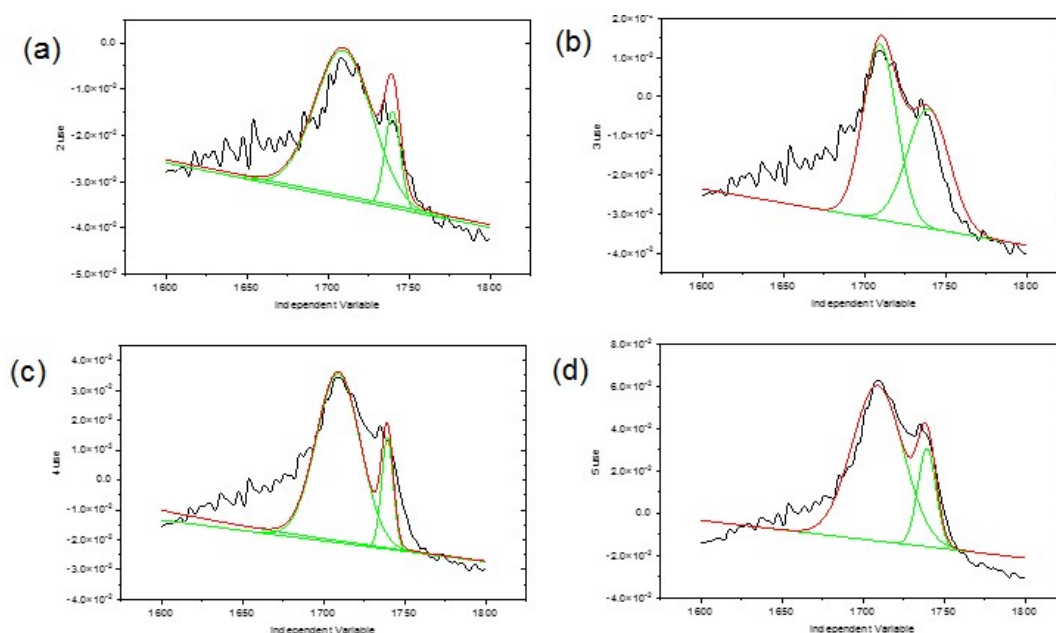 (a)
0.0
-1.0×10⁻²
-2.0×10⁻²
-3.0×10⁻²
-4.0×10⁻²
-5.0×10⁻²
2 use
1600 1650 1700 1750 1800
Independent Variable
(b)
1.0×10⁻²
0.0
-1.0×10⁻²
-2.0×10⁻²
-3.0×10⁻²
-4.0×10⁻²
3 use
1600 1650 1700 1750 1800
Independent Variable
(c)
4.0×10⁻²
3.0×10⁻²
2.0×10⁻²
1.0×10⁻²
0.0
-1.0×10⁻²
-2.0×10⁻²
-3.0×10⁻²
-4.0×10⁻²
4 use
1600 1650 1700 1750 1800
Independent Variable
(d)
8.0×10⁻²
6.0×10⁻²
4.0×10⁻²
2.0×10⁻²
0.0
-2.0×10⁻²
-4.0×10⁻²
5 use
1600 1650 1700 1750 1800
Independent Variable